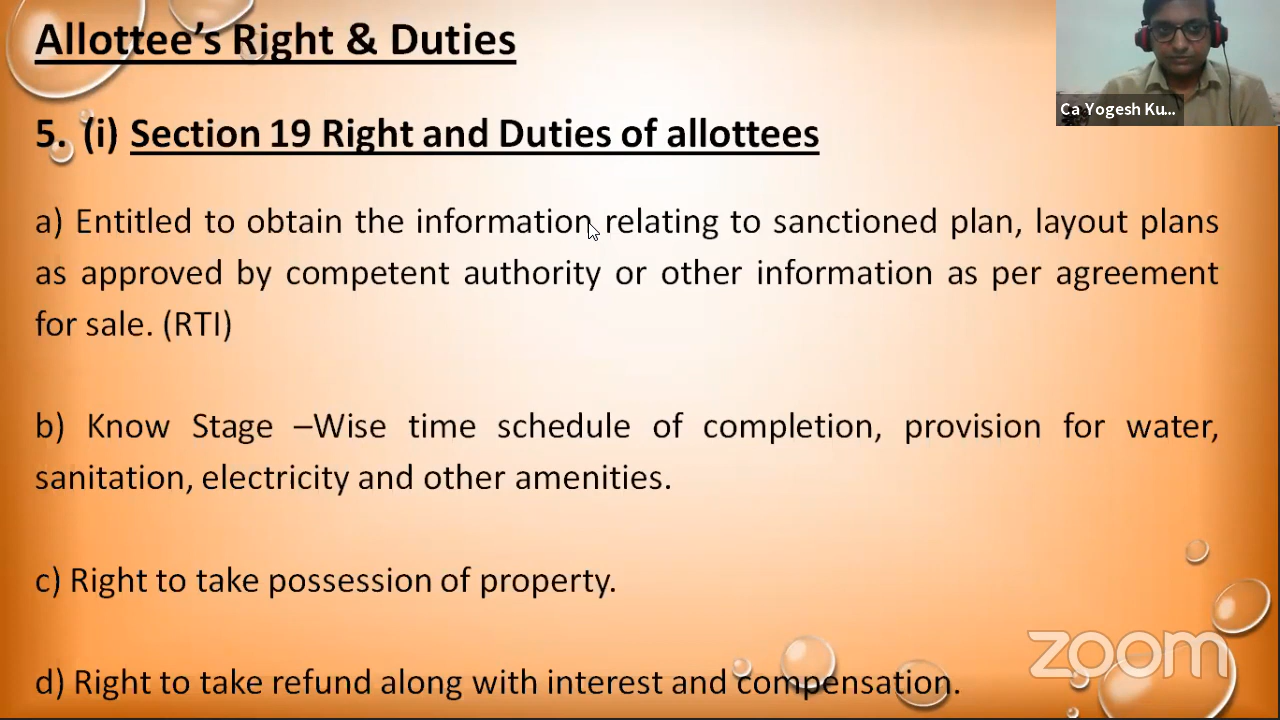 Allottee's Right & Duties
Ca Yogesh Ku...
5. (i) Section 19 Right and Duties of allottees
a) Entitled to obtain the information relating to sanctioned plan, layout plans
as approved by competent authority or other information as per agreement
for sale. (RTI)
b) Know Stage –Wise time schedule of completion, provision for water,
sanitation, electricity and other amenities.
c) Right to take possession of property.
zoom
d) Right to take refund along with interest and compensation.